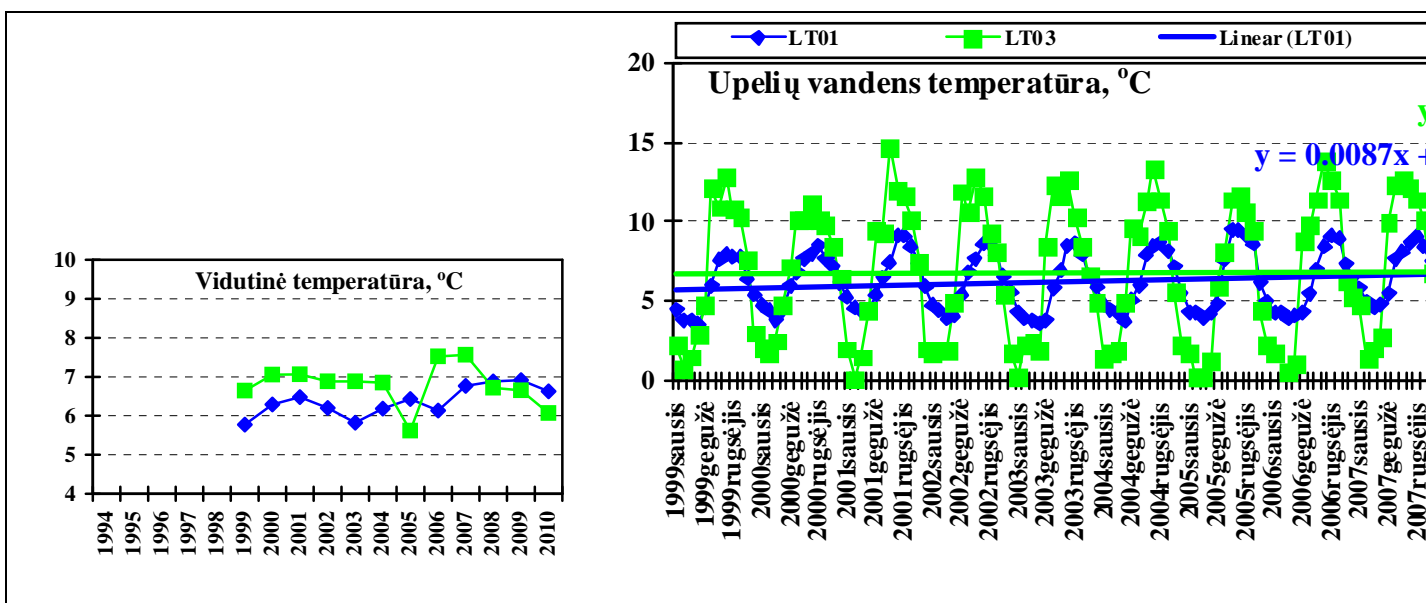 LT01 LT03 Linear (LT01)
Upelių vandens temperatūra, ºC
y
y = 0.0087x +
20
15
10
5
0
1999sausis
1999gegužė
1999rugsėjis
2000sausis
2000gegužė
2000rugsėjis
2001sausis
2001gegužė
2001rugsėjis
2002sausis
2002gegužė
2002rugsėjis
2003sausis
2003gegužė
2003rugsėjis
2004sausis
2004gegužė
2004rugsėjis
2005sausis
2005gegužė
2005rugsėjis
2006sausis
2006gegužė
2006rugsėjis
2007sausis
2007gegužė
2007rugsėjis
Vidutinė temperatūra, ºC
10
9
8
7
6
5
4
1994
1995
1996
1997
1998
1999
2000
2001
2002
2003
2004
2005
2006
2007
2008
2009
2010